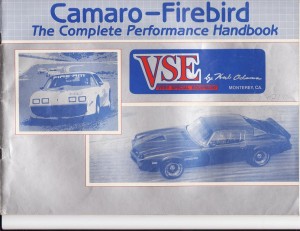 Camaro–Firebird
The Complete Performance Handbook
VSE
by Herb Adams
MONTEREY, CA.